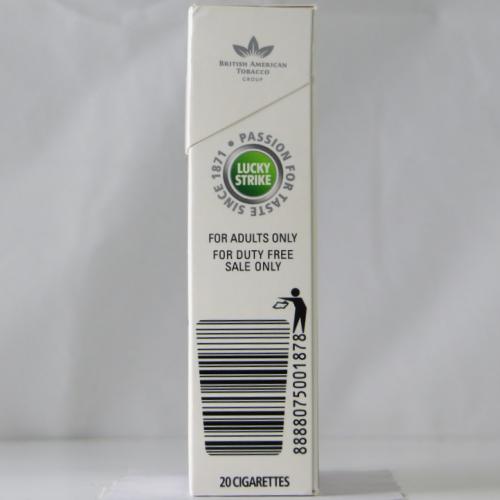 BRITISH AMERICAN
TOBACCO
GROUP
PASSION FOR TASTE SINCE 1871 •
LUCKY
STRIKE
FOR ADULTS ONLY
FOR DUTY FREE
SALE ONLY
8888075001878
20 CIGARETTES